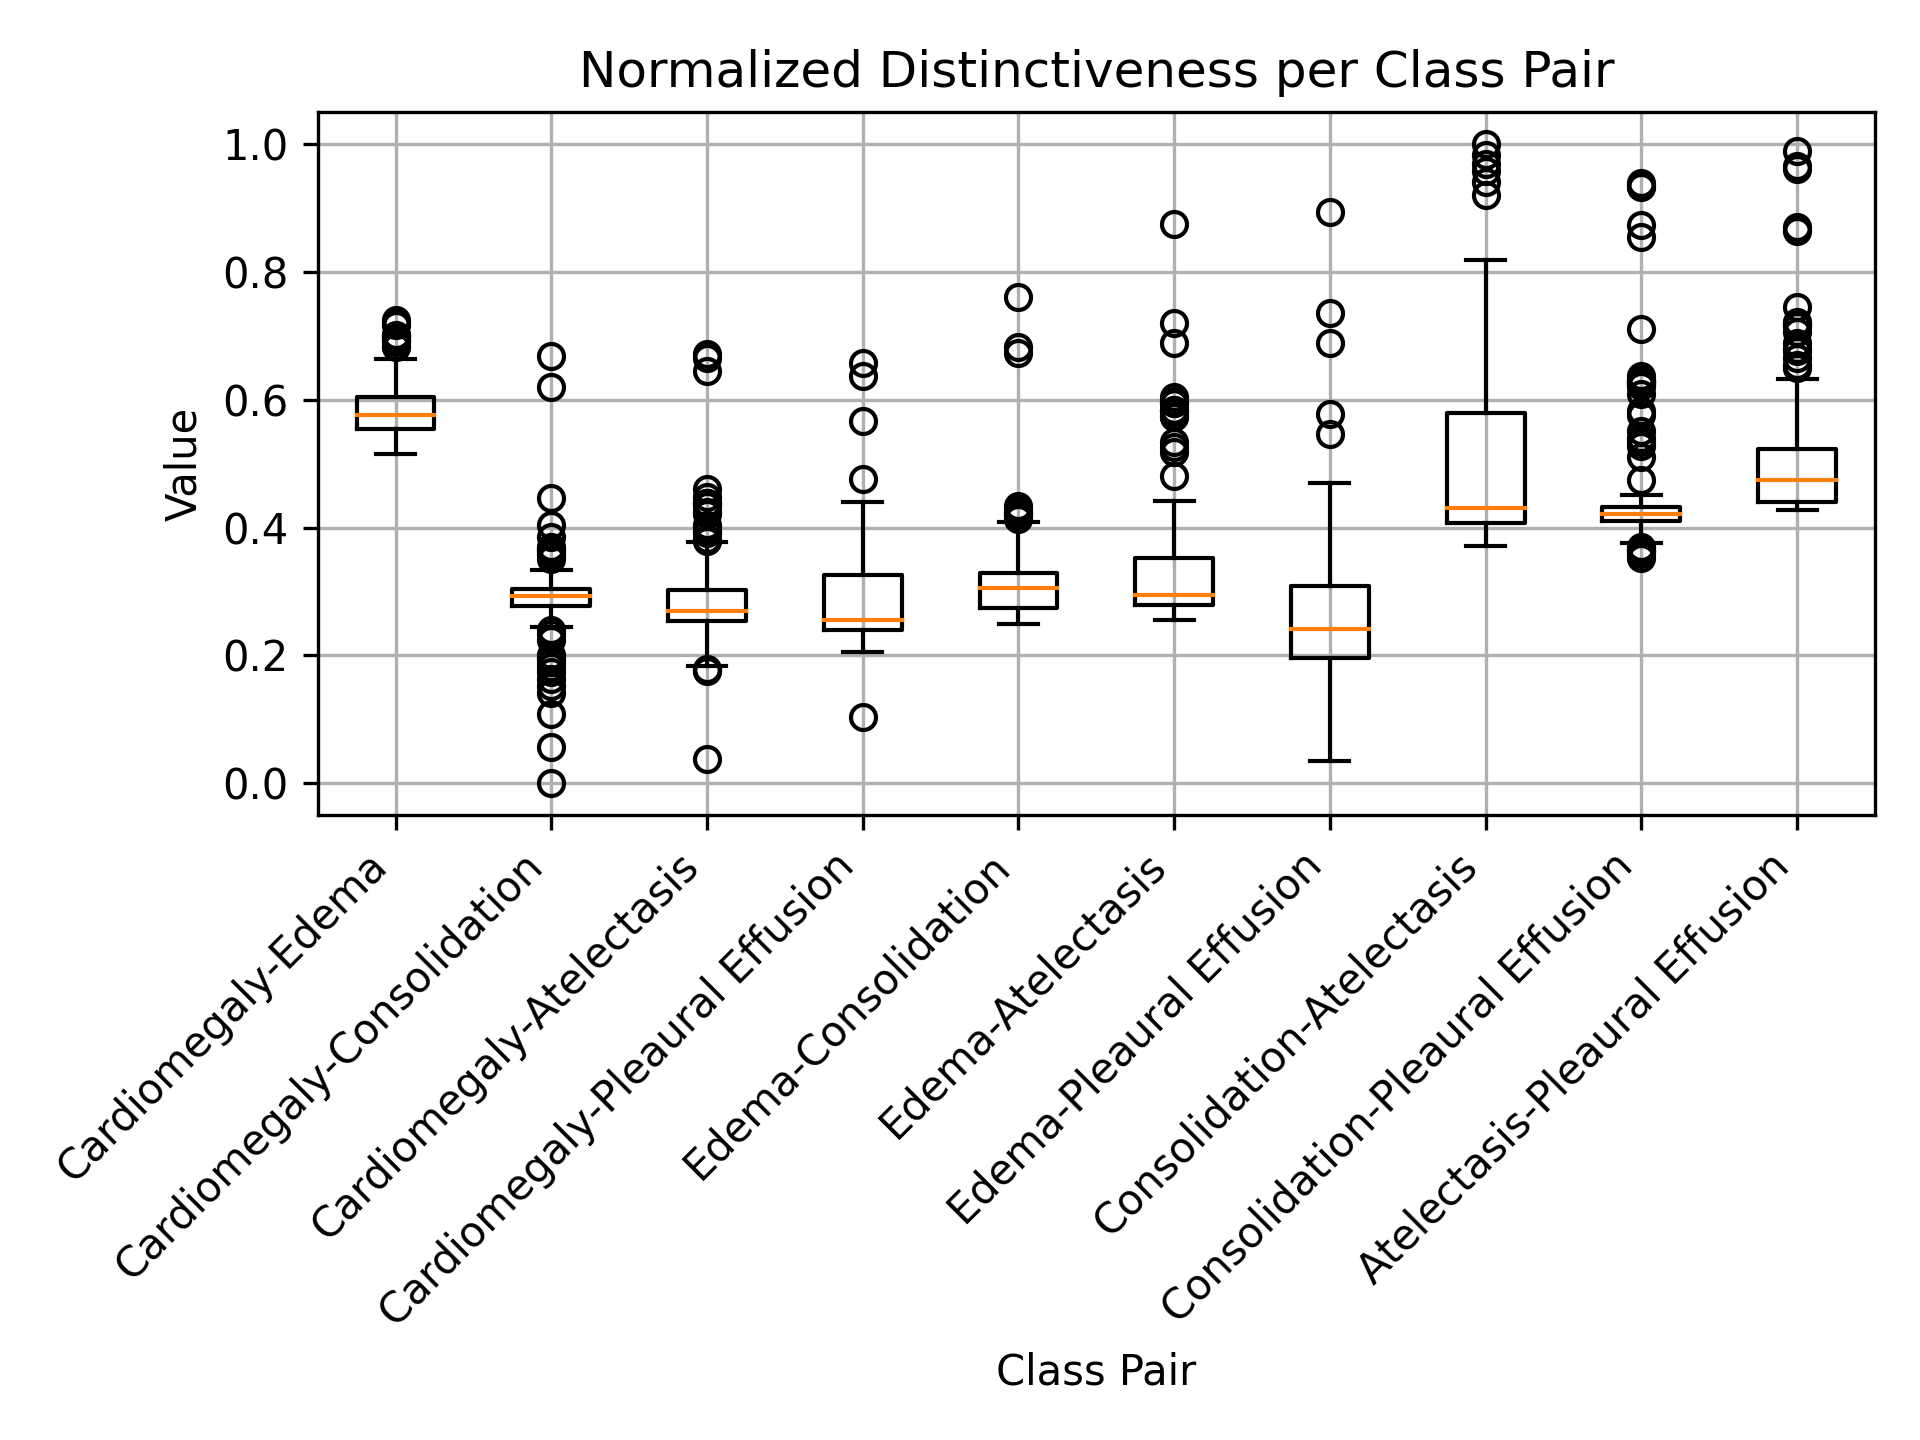 Normalized Distinctiveness per Class Pair
1.0
0.8
0.6
0.4
0.2
0.0
Value
Cardiomegaly-Edema
Cardiomegaly-Consolidation
Cardiomegaly-Atelectasis
Cardiomegaly-Pleaural Effusion
Edema-Consolidation
Edema-Atelectasis
Edema-Pleaural Effusion
Consolidation-Atelectasis
Consolidation-Pleaural Effusion
Atelectasis-Pleaural Effusion
Class Pair